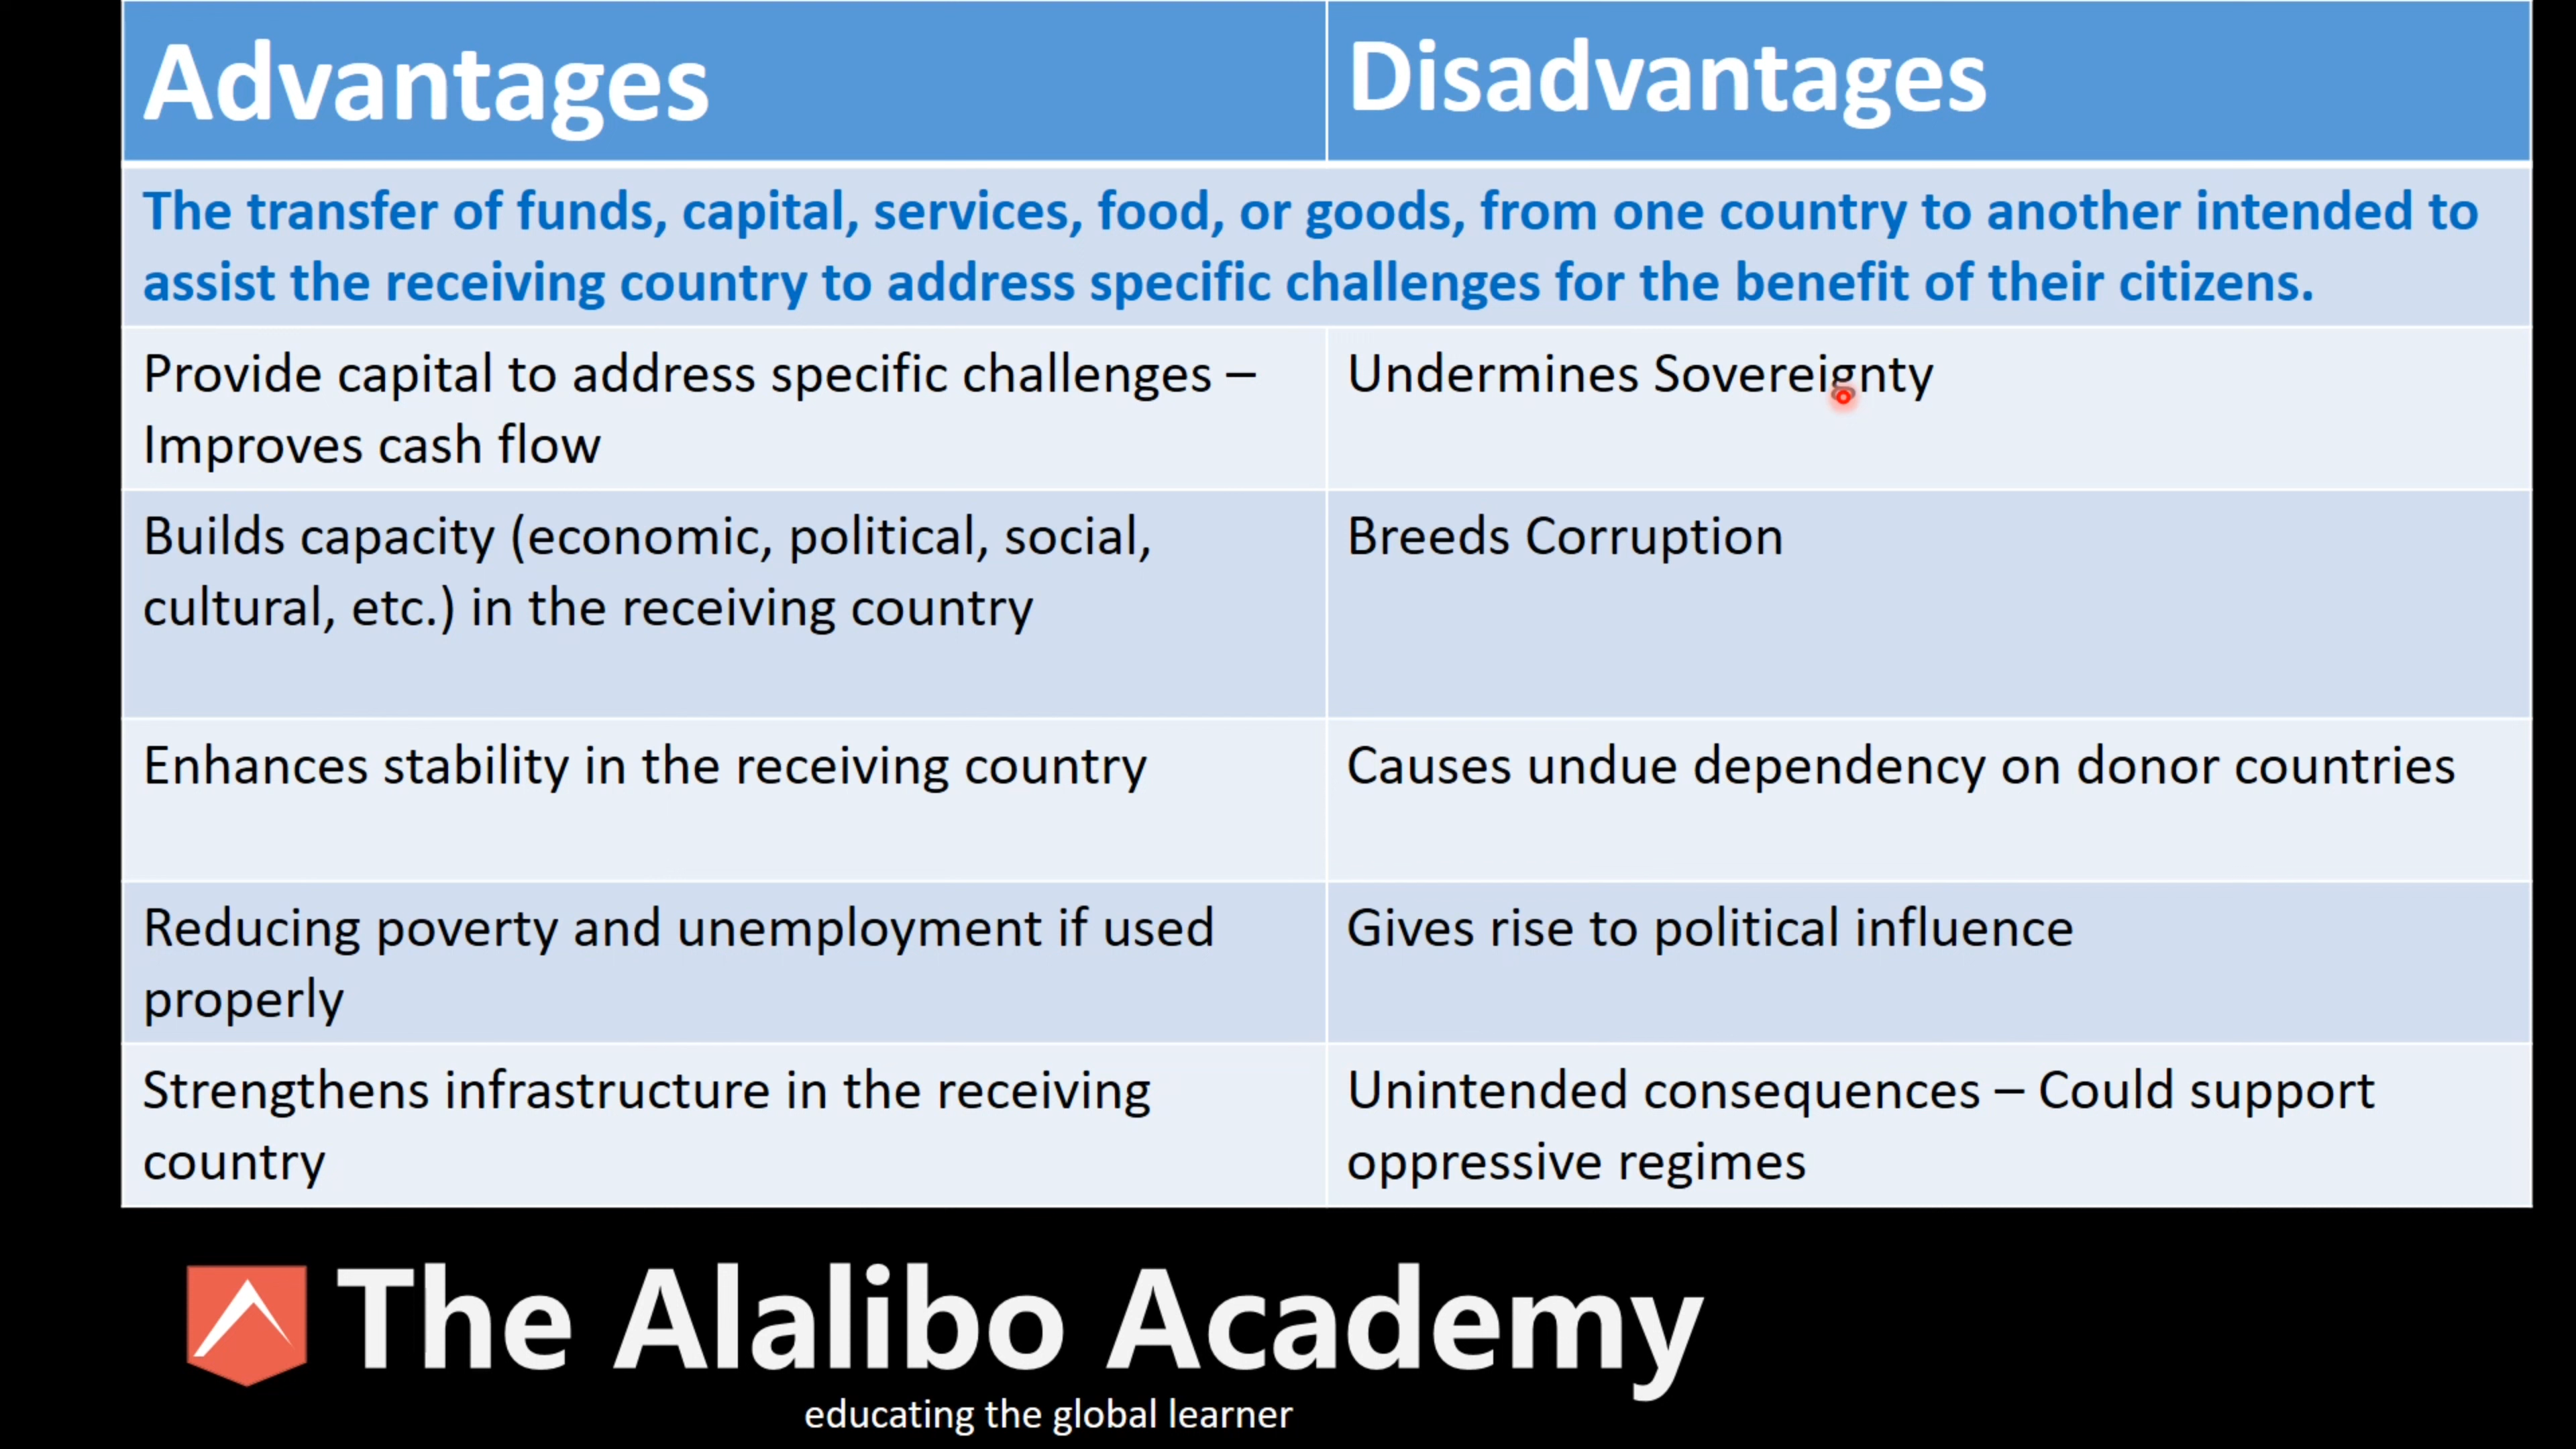 Advantages
Disadvantages
The transfer of funds, capital, services, food, or goods, from one country to another intended to
assist the receiving country to address specific challenges for the benefit of their citizens.
Provide capital to address specific challenges –
Improves cash flow
Undermines Sovereignty
Builds capacity (economic, political, social,
cultural, etc.) in the receiving country
Breeds Corruption
Enhances stability in the receiving country
Causes undue dependency on donor countries
Reducing poverty and unemployment if used
properly
Gives rise to political influence
Strengthens infrastructure in the receiving
country
Unintended consequences – Could support
oppressive regimes
The Alalibo Academy
educating the global learner